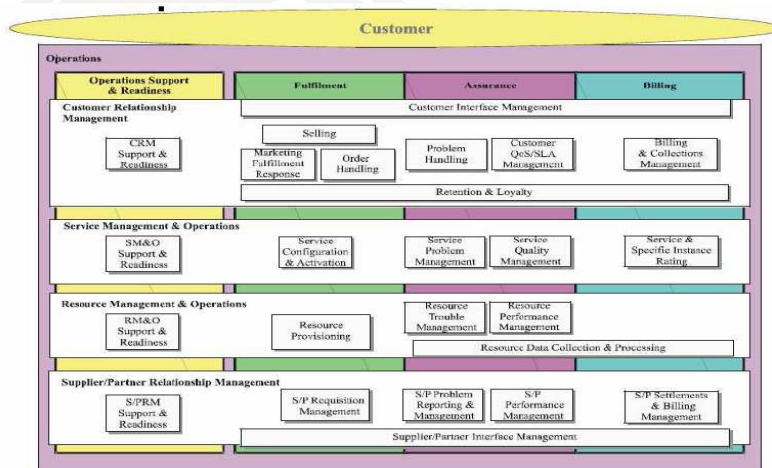 Customer
Operations
Operations Support
& Readiness
Fulfilment
Assurance
Billing
Customer Relationship
Management
Customer Interface Management
CRM
Support &
Readiness
Selling
Marketing
Fulfillment
Response
Order
Handling
Problem
Handling
Customer
QoS/SLA
Management
Billing
& Collections
Management
Retention & Loyalty
Service Management & Operations
SM&O
Support &
Readiness
Service
Configuration
& Activation
Service
Problem
Management
Service
Quality
Management
Service &
Specific Instance
Rating
Resource Management & Operations
RM&O
Support &
Readiness
Resource
Provisioning
Resource
Trouble
Management
Resource
Performance
Management
Resource Data Collection & Processing
Supplier/Partner Relationship Management
S/PRM
Support &
Readiness
S/P Requisition
Management
S/P Problem
Reporting &
Management
S/P
Performance
Management
S/P Settlements
& Billing
Management
Supplier/Partner Interface Management